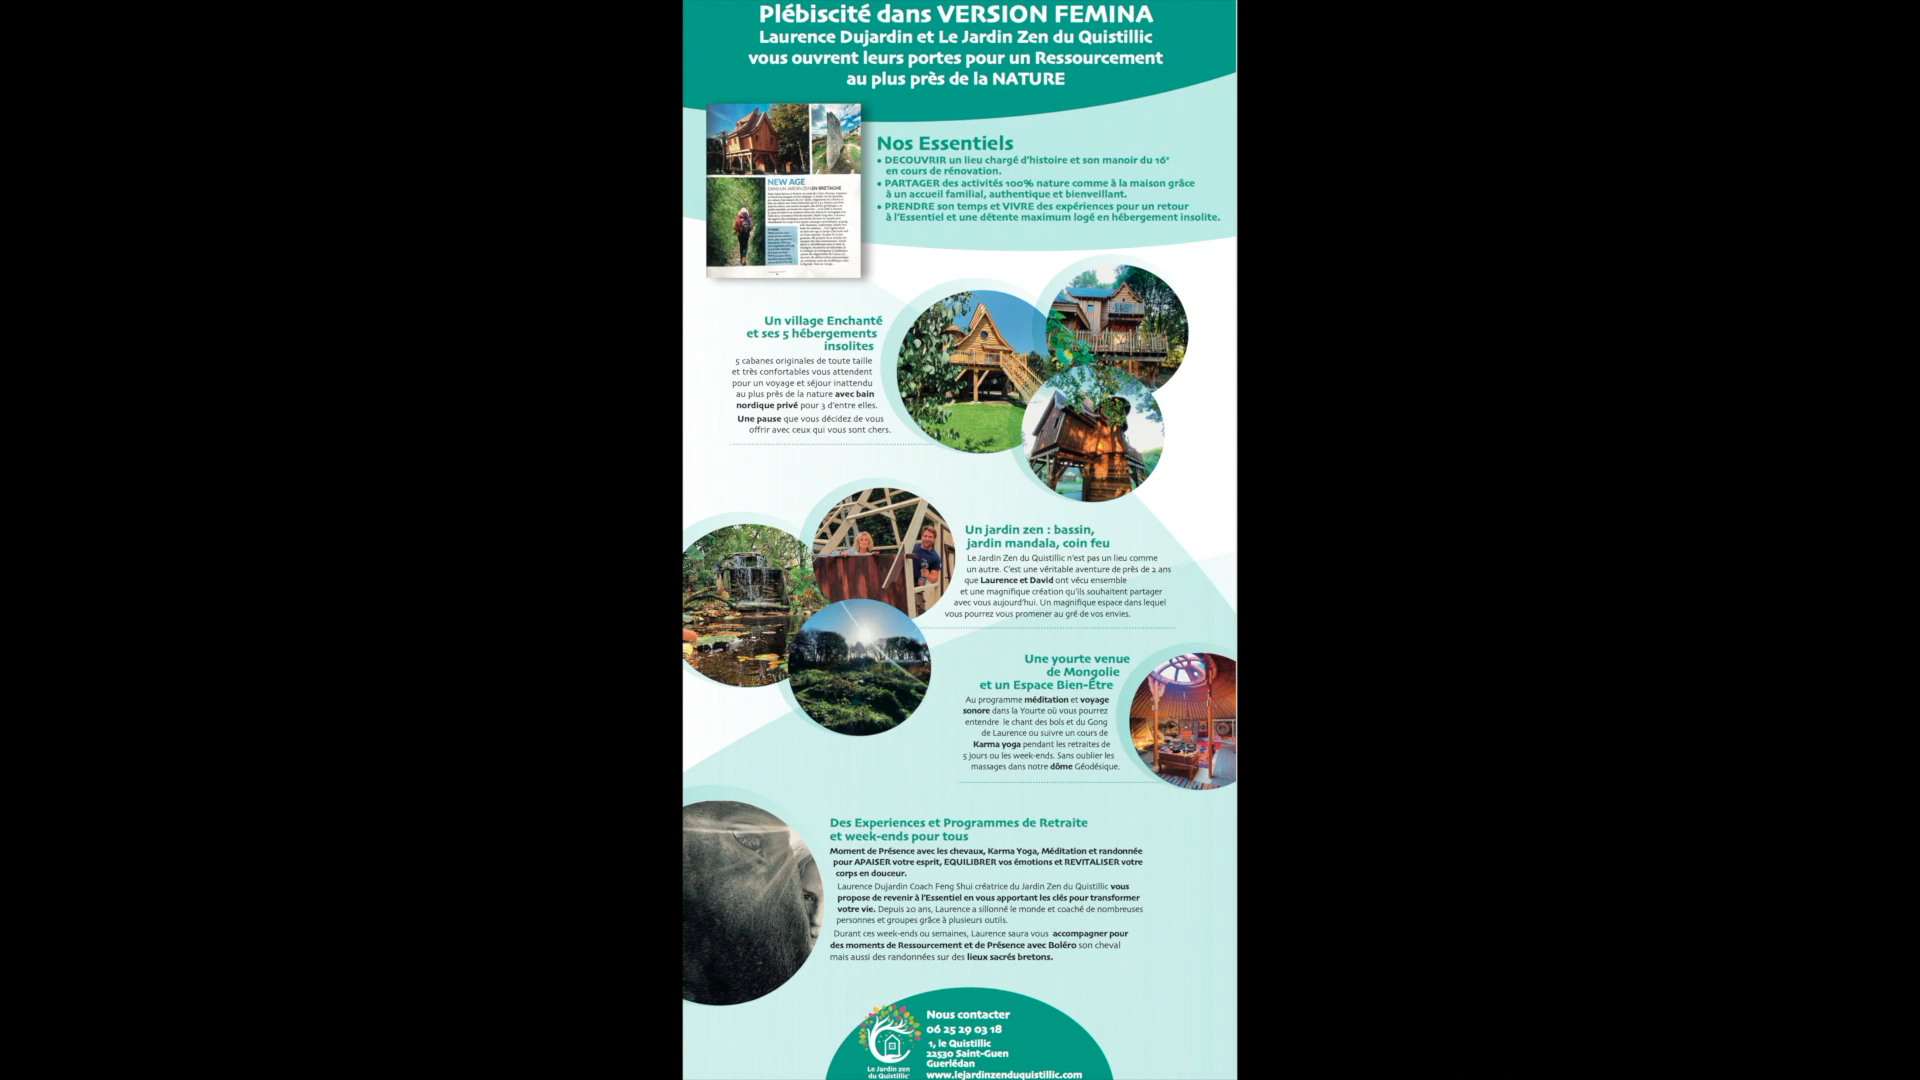 Plébiscité dans VERSION FEMINA
Laurence Dujardin et Le Jardin Zen du Quistillic
vous ouvrent leurs portes pour un Ressourcement
au plus près de la NATURE
NEW AGE
DANS UN JARDIN ZEN EN BRETAGNE
Nos Essentiels
• DECOUVRIR un lieu chargé d'histoire et son manoir du 16e
en cours de rénovation.
• PARTAGER des activités 100% nature comme à la maison grâce
à un accueil familial, authentique et bienveillant.
• PRENDRE son temps et VIVRE des expériences pour un retour
à l'Essentiel et une détente maximum logé en hébergement insolite.
Un village Enchanté
et ses 5 hébergements
insolites
5 cabanes originales de toute taille
et très confortables vous attendent
pour un voyage et séjour inattendu
au plus près de la nature avec bain
nordique privé pour 3 d'entre elles.
Une pause que vous décidez de vous
offrir avec ceux qui vous sont chers.
Un jardin zen : bassin,
jardin mandala, coin feu
Le Jardin Zen du Quistillic n'est pas un lieu comme
un autre. C'est une véritable aventure de près de 2 ans
que Laurence et David ont vécu ensemble
et une magnifique création qu'ils souhaitent partager
avec vous aujourd'hui. Un magnifique espace dans lequel
vous pourrez vous promener au gré de vos envies.
Une yourte venue
de Mongolie
et un Espace Bien-Être
Au programme méditation et voyage
sonore dans la Yourte où vous pourrez
entendre le chant des bols et du Gong
de Laurence ou suivre un cours de
Karma yoga pendant les retraites de
5 jours ou les week-ends. Sans oublier les
massages dans notre dôme Géodésique.
Des Experiences et Programmes de Retraite
et week-ends pour tous
Moment de Présence avec les chevaux, Karma Yoga, Méditation et randonnée
pour APAISER votre esprit, EQUILIBRER vos émotions et REVITALISER votre
corps en douceur.
Laurence Dujardin Coach Feng Shui créatrice du Jardin Zen du Quistillic vous
propose de revenir à l'Essentiel en vous apportant les clés pour transformer
votre vie. Depuis 20 ans, Laurence a sillonné le monde et coaché de nombreuses
personnes et groupes grâce à plusieurs outils.
Durant ces week-ends ou semaines, Laurence saura vous accompagner pour
des moments de Ressourcement et de Présence avec Boléro son cheval
mais aussi des randonnées sur des lieux sacrés bretons.
Le Jardin zen
du Quistillic
Nous contacter
06 25 29 03 18
1, le Quistillic
22530 Saint-Guen
Guerlédan
www.lejardinzenduquistillic.com